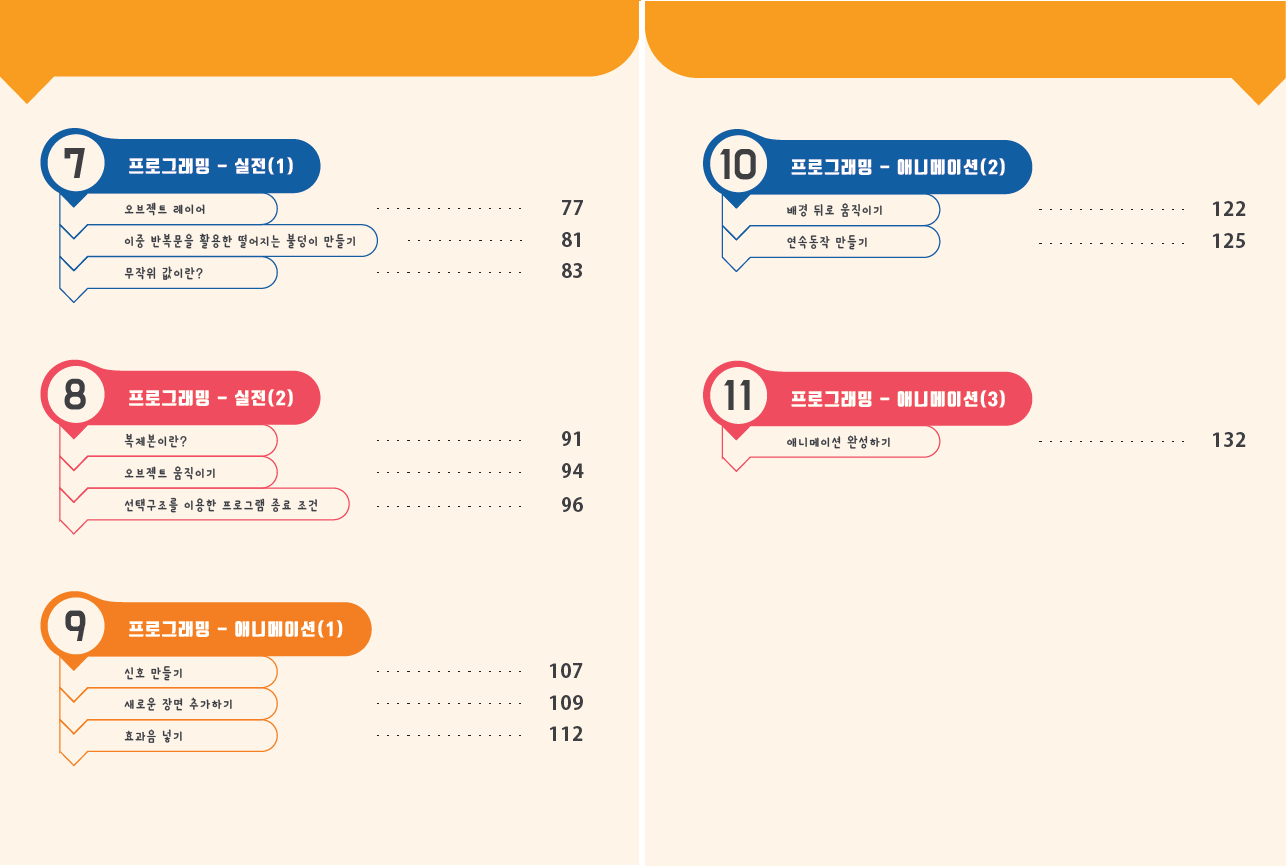 7 프로그래밍 - 실전(1)
오브젝트 레이어 77
이중 반복문을 활용한 떨어지는 불덩이 만들기 81
무작위 값이란? 83
8 프로그래밍 - 실전(2)
복제본이란? 91
오브젝트 움직이기 94
선택구조를 이용한 프로그램 종료 조건 96
9 프로그래밍 - 애니메이션(1)
신호 만들기 107
새로운 장면 추가하기 109
효과음 넣기 112
10 프로그래밍 - 애니메이션(2)
배경 뒤로 움직이기 122
연속동작 만들기 125
11 프로그래밍 - 애니메이션(3)
애니메이션 완성하기 132